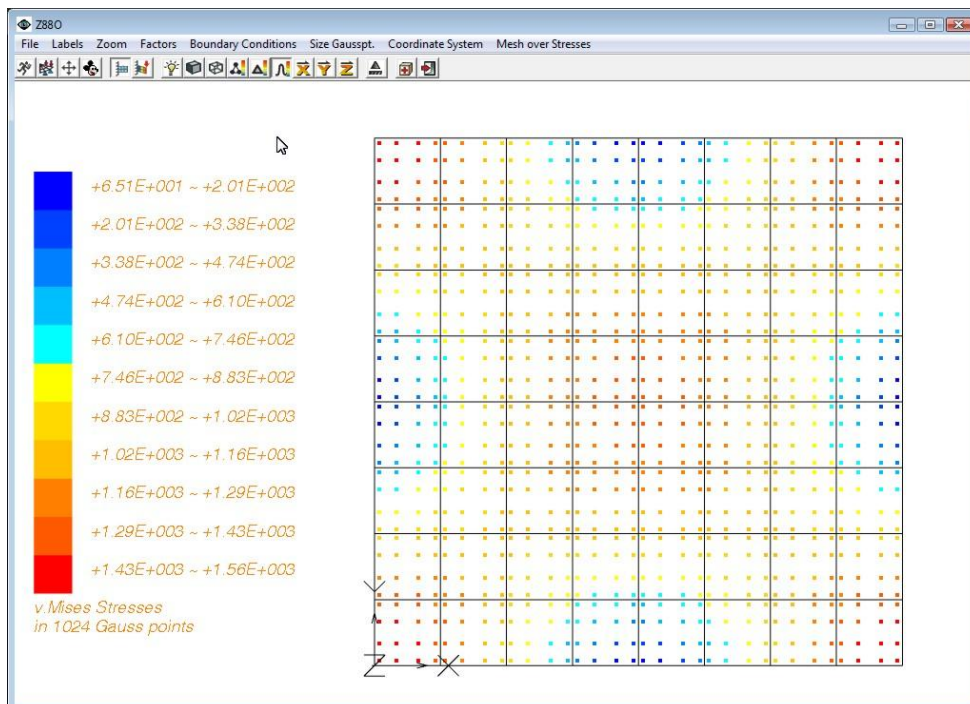 Z88O
File Labels Zoom Factors Boundary Conditions Size Gausspt. Coordinate System Mesh over Stresses
+6.51E+001 ~ +2.01E+002
+2.01E+002 ~ +3.38E+002
+3.38E+002 ~ +4.74E+002
+4.74E+002 ~ +6.10E+002
+6.10E+002 ~ +7.46E+002
+7.46E+002 ~ +8.83E+002
+8.83E+002 ~ +1.02E+003
+1.02E+003 ~ +1.16E+003
+1.16E+003 ~ +1.29E+003
+1.29E+003 ~ +1.43E+003
+1.43E+003 ~ +1.56E+003
v.Mises Stresses
in 1024 Gauss points
Y
Z X